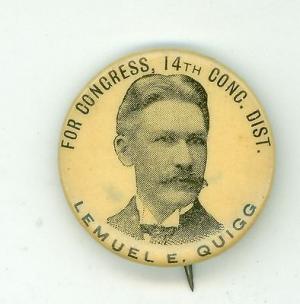 FOR CONGRESS, 14TH CONG. DIST.
LEMUEL E. QUIGG